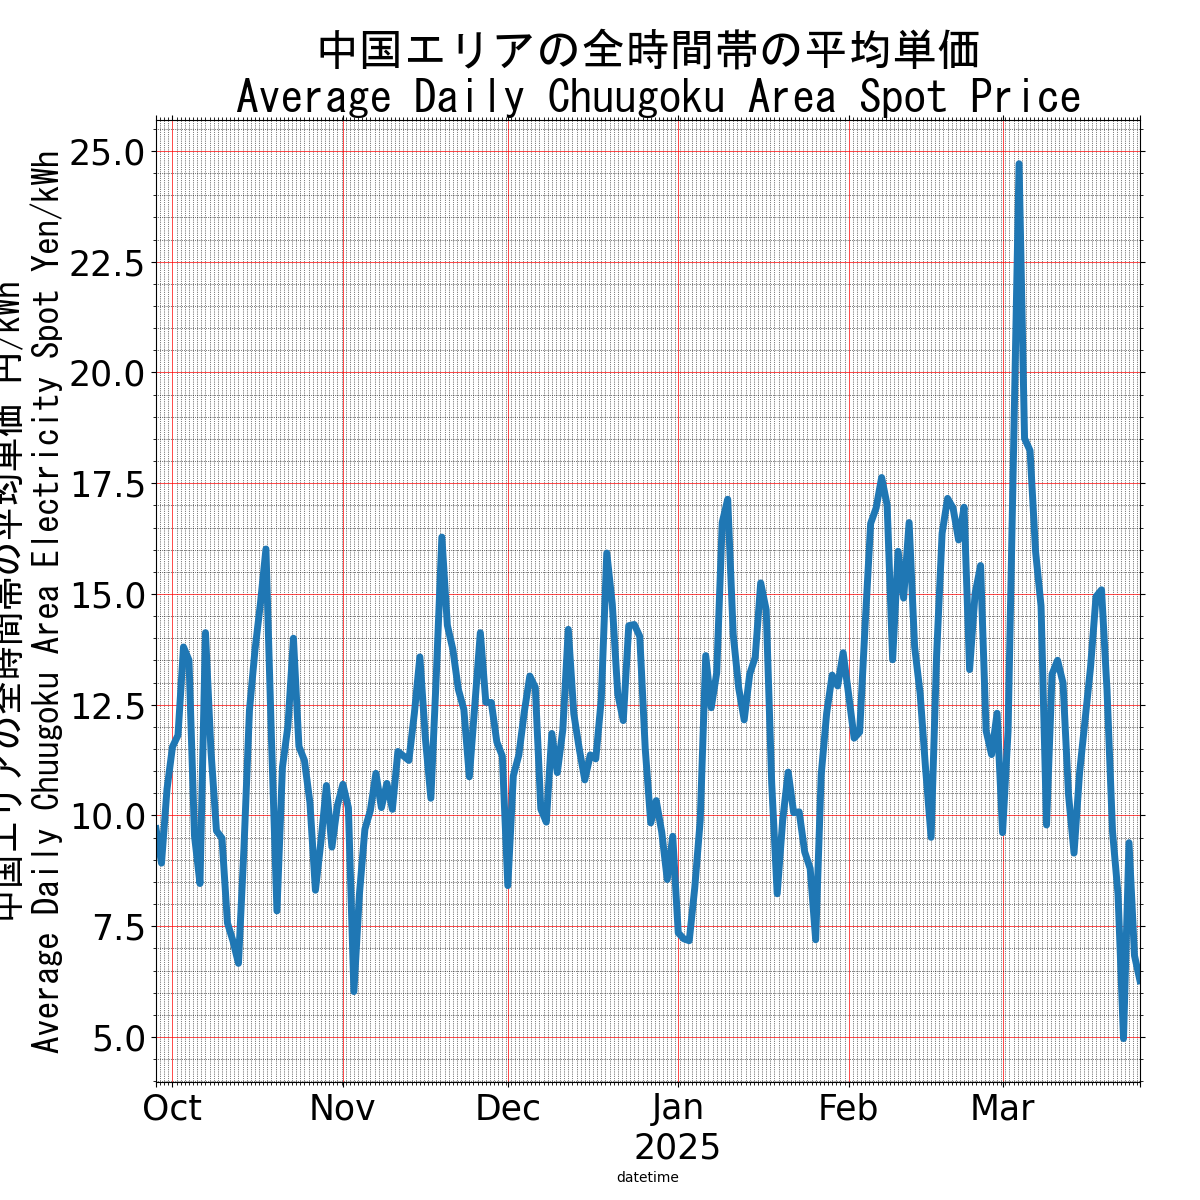 中国エリアの全時間帯の平均単価
Average Daily Chuugoku Area Spot Price
中国エリアの全時間帯の平均単価 円/kWh
Average Daily Chuugoku Area Electricity Spot Yen/kWh
25.0
22.5
20.0
17.5
15.0
12.5
10.0
7.5
5.0
Oct Nov Dec Jan Feb Mar
2025
datetime